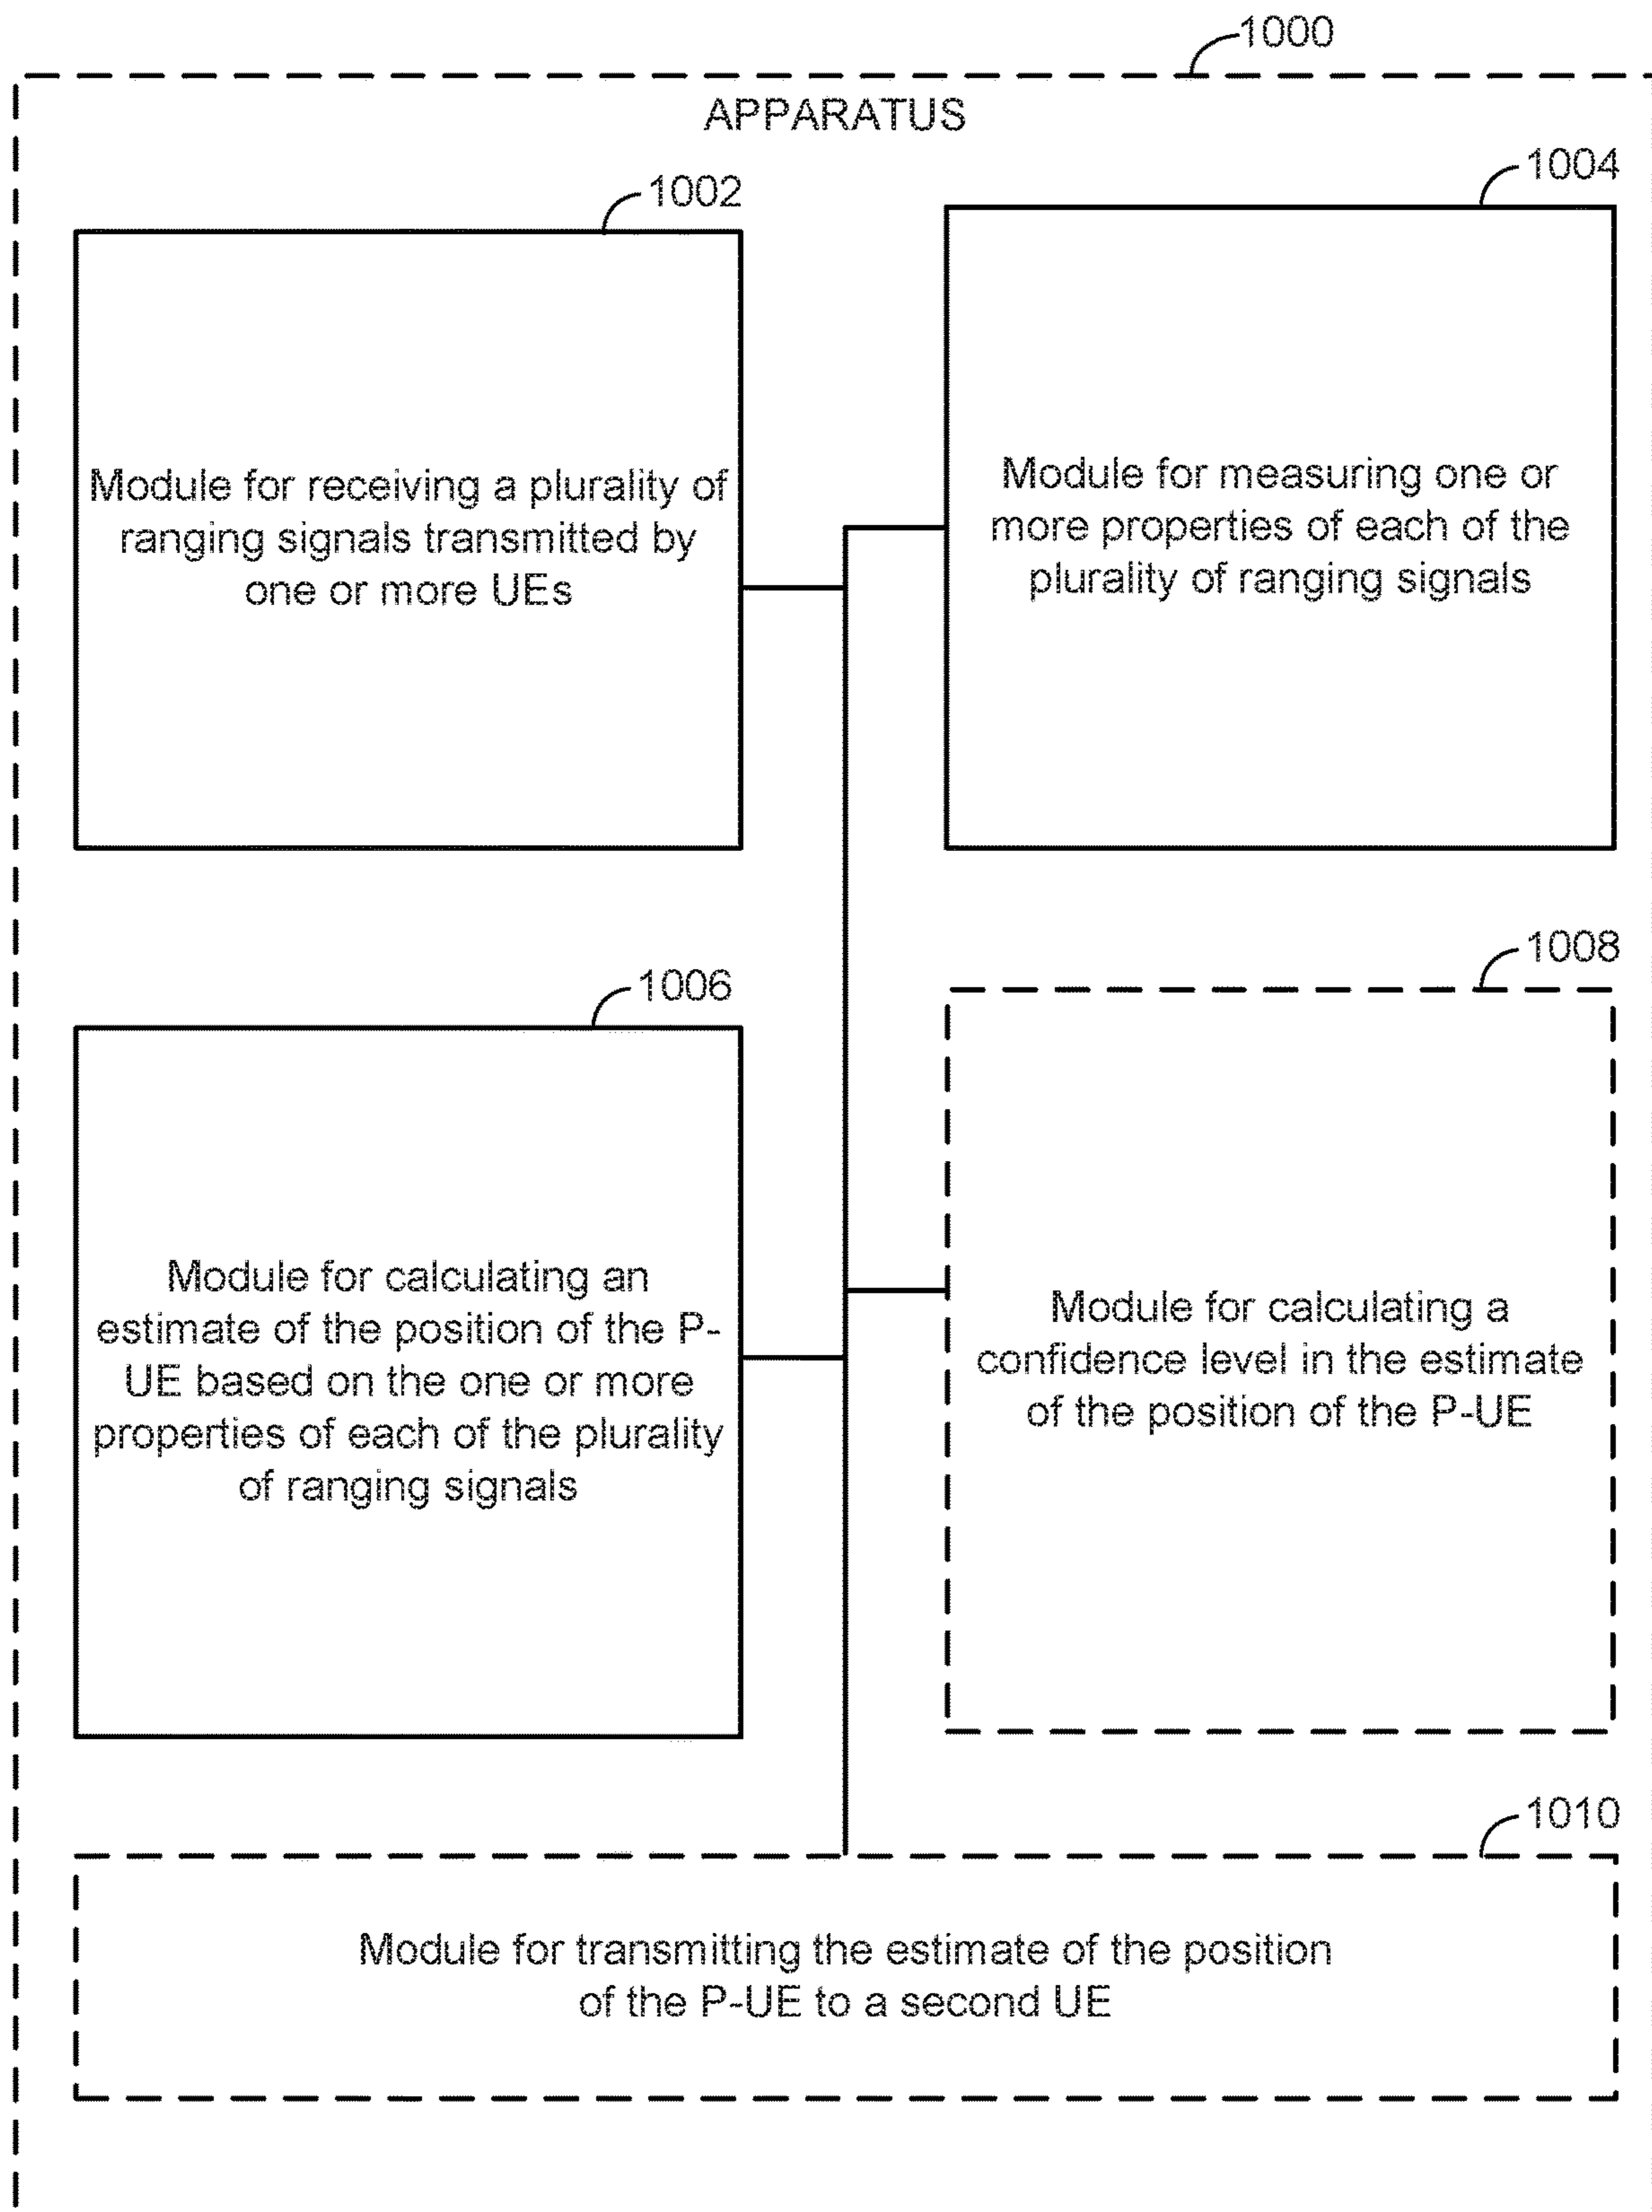 1000
APPARATUS
1002
Module for receiving a plurality of
ranging signals transmitted by
one or more UEs
1004
Module for measuring one or
more properties of each of the
plurality of ranging signals
1006
Module for calculating an
estimate of the position of the P-
UE based on the one or more
properties of each of the plurality
of ranging signals
1008
Module for calculating a
confidence level in the estimate
of the position of the P-UE
1010
Module for transmitting the estimate of the position
of the P-UE to a second UE